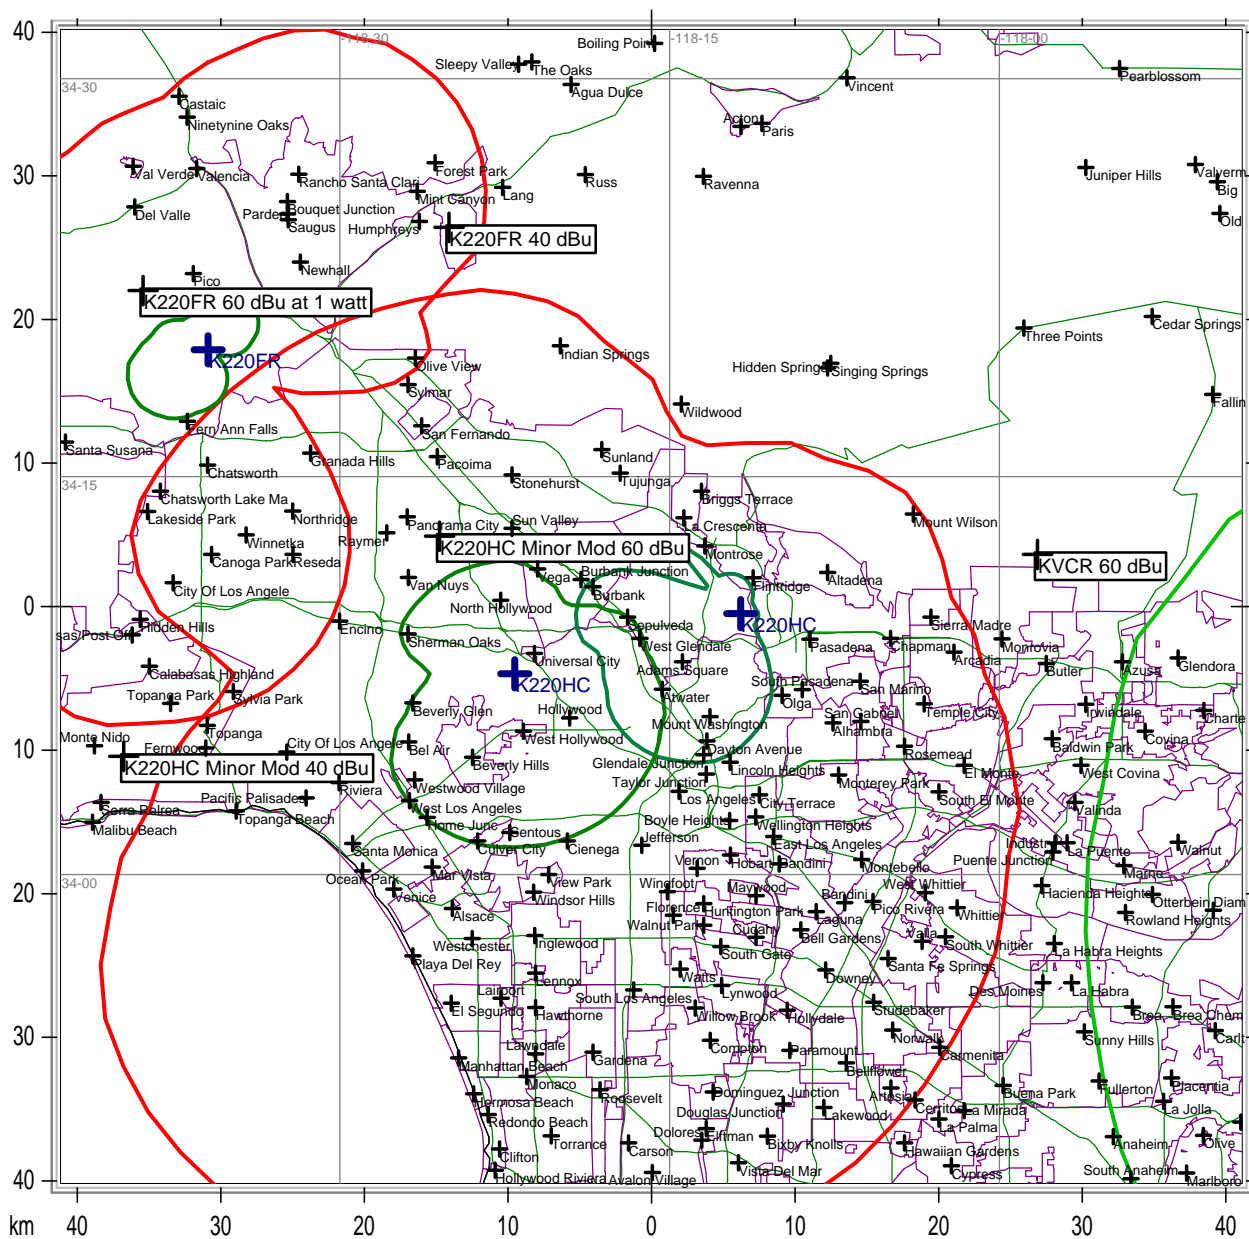 40
-118-30
-118-15
-118-00
Boiling Point
Sleepy Valley
The Oaks
Agua Dulce
Vincent
Pearblossom
34-30
Castaic
Ninetynine Oaks
Acton
Paris
30
Val Verde
Valencia
Rancho Santa Clari
Forest Park
Mint Canyon
Lang
Russ
Ravenna
Juniper Hills
Valyerm
Big
Old
Del Valle
Bouquet Junction
Saugus
Humphreys
K220FR 40 dBu
Newhall
Pico
K220FR 60 dBu at 1 watt
20
Three Points
Cedar Springs
K220FR
Olive View
Indian Springs
Hidden Springs
Singing Springs
Sylmar
Wildwood
Fallin
San Fernando
Santa Susana
10
Chatsworth
Granada Hills
Pacoima
Stonehurst
Sunland
Tujunga
34-15
Chatsworth Lake Ma
Lakeside Park
Northridge
Panorama City
Sun Valley
Briggs Terrace
La Crescenta
Mount Wilson
Winnetka
Raymer
K220HC Minor Mod 60 dBu
Montrose
KVCR 60 dBu
Canoga Park
Reseda
Vega
Burbank Junction
Flintridge
Altadena
City Of Los Angele
Van Nuys
Burbank
0
North Hollywood
Sepulveda
K220HC
Sierra Madre
Hidden Hills
Encino
Sherman Oaks
West Glendale
Pasadena
Chapman
Arcadia
Monrovia
Butler
Azusa
Glendora
Calabasas Highland
Universal City
Adams Square
K220HC
South Pasadena
San Marino
Topanga Park
Sylvia Park
Beverly Glen
Hollywood
Atwater
Olga
Temple City
Irwindale
Charte
Topanga
West Hollywood
Mount Washington
San Gabriel
Alhambra
Monte Nido
Fernwood
City Of Los Angele
Bel Air
Dayton Avenue
Rosemead
Baldwin Park
Covina
10
K220HC Minor Mod 40 dBu
Beverly Hills
Glendale Junction
Lincoln Heights
El Monte
West Covina
Riviera
Westwood Village
Taylor Junction
Monterey Park
South El Monte
Pacific Palisades
Topanga Beach
West Los Angeles
Los Angeles
City Terrace
Valinda
Malibu Beach
Home Junc
Sentous
Boyle Heights
Wellington Heights
Santa Monica
Culver City
Cienega
Jefferson
East Los Angeles
La Puente
Walnut
Puente Junction
Ocean Park
Mar Vista
View Park
Vernon
Hobart
Bandini
Montebello
Marne
34-00
20
Venice
Windsor Hills
Wingfoot
Maywood
Bandini
West Whittier
Hacienda Heights
Otterbein
Diam
Alsace
Florence
Huntington Park
Laguna
Pico Rivera
Whittier
Rowland Heights
Walnut Park
Cudahy
Bell Gardens
Westchester
Inglewood
South Gate
South Whittier
La Habra Heights
Playa Del Rey
Lennox
Watts
Downey
Santa Fe Springs
Lairport
South Los Angeles
Lynwood
Des Moines
La Habra
El Segundo
Hawthorne
Willow Brook
Hollydale
Studebaker
Brea
Brea Chem
30
Lawndale
Gardena
Compton
Paramount
Norwalk
Carmenita
Sunny Hills
Carlt
Manhattan Beach
Bellflower
Monaco
Roosevelt
Dominguez Junction
Artesia
Buena Park
Fullerton
Placentia
Hermosa Beach
Douglas Junction
Lakewood
Cerritos
La Mirada
La Jolla
Redondo Beach
Dolores
La Palma
Torrance
Carson
Elftman
Bixby Knolls
Hawaiian Gardens
Anaheim
Olive
Clifton
Vista Del Mar
Cypress
South Anaheim
Hollywood Riviera
Avalon Village
Marlboro
40
km
40
30
20
10
0
10
20
30
40